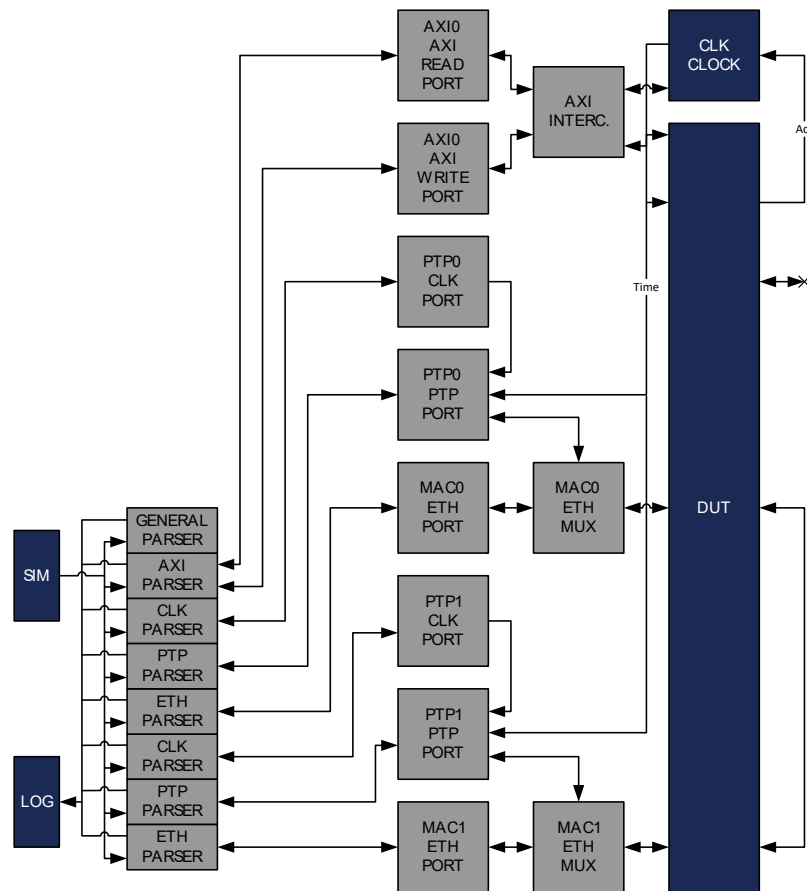 AXI0
AXI
READ
PORT
CLK
CLOCK
AXI
INTERC.
AXI0
AXI
WRITE
PORT
PTP0
CLK
PORT
Time
PTP0
PTP
PORT
MAC0
ETH
PORT
MAC0
ETH
MUX
DUT
GENERAL
PARSER
SIM
AXI
PARSER
CLK
PARSER
PTP1
CLK
PORT
PTP
PARSER
ETH
PARSER
PTP1
PTP
PORT
CLK
PARSER
LOG
PTP
PARSER
ETH
PARSER
MAC1
ETH
PORT
MAC1
ETH
MUX